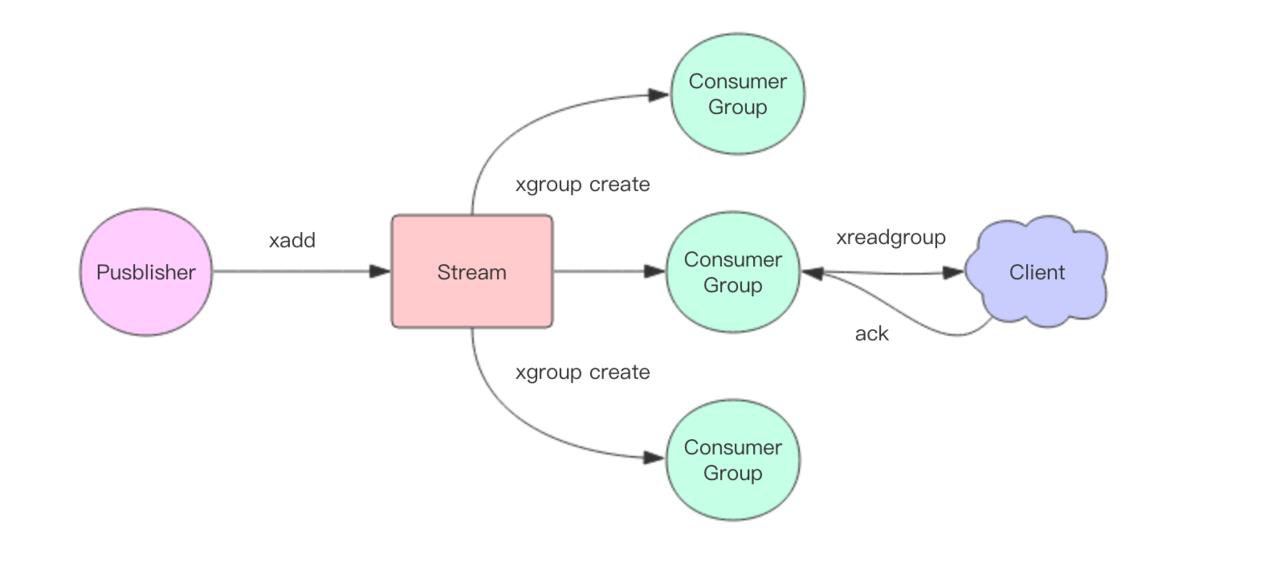 Consumer
Group
xgroup create
xadd
Pusblisher
Stream
Consumer
Group
xreadgroup
Client
ack
xgroup create
Consumer
Group